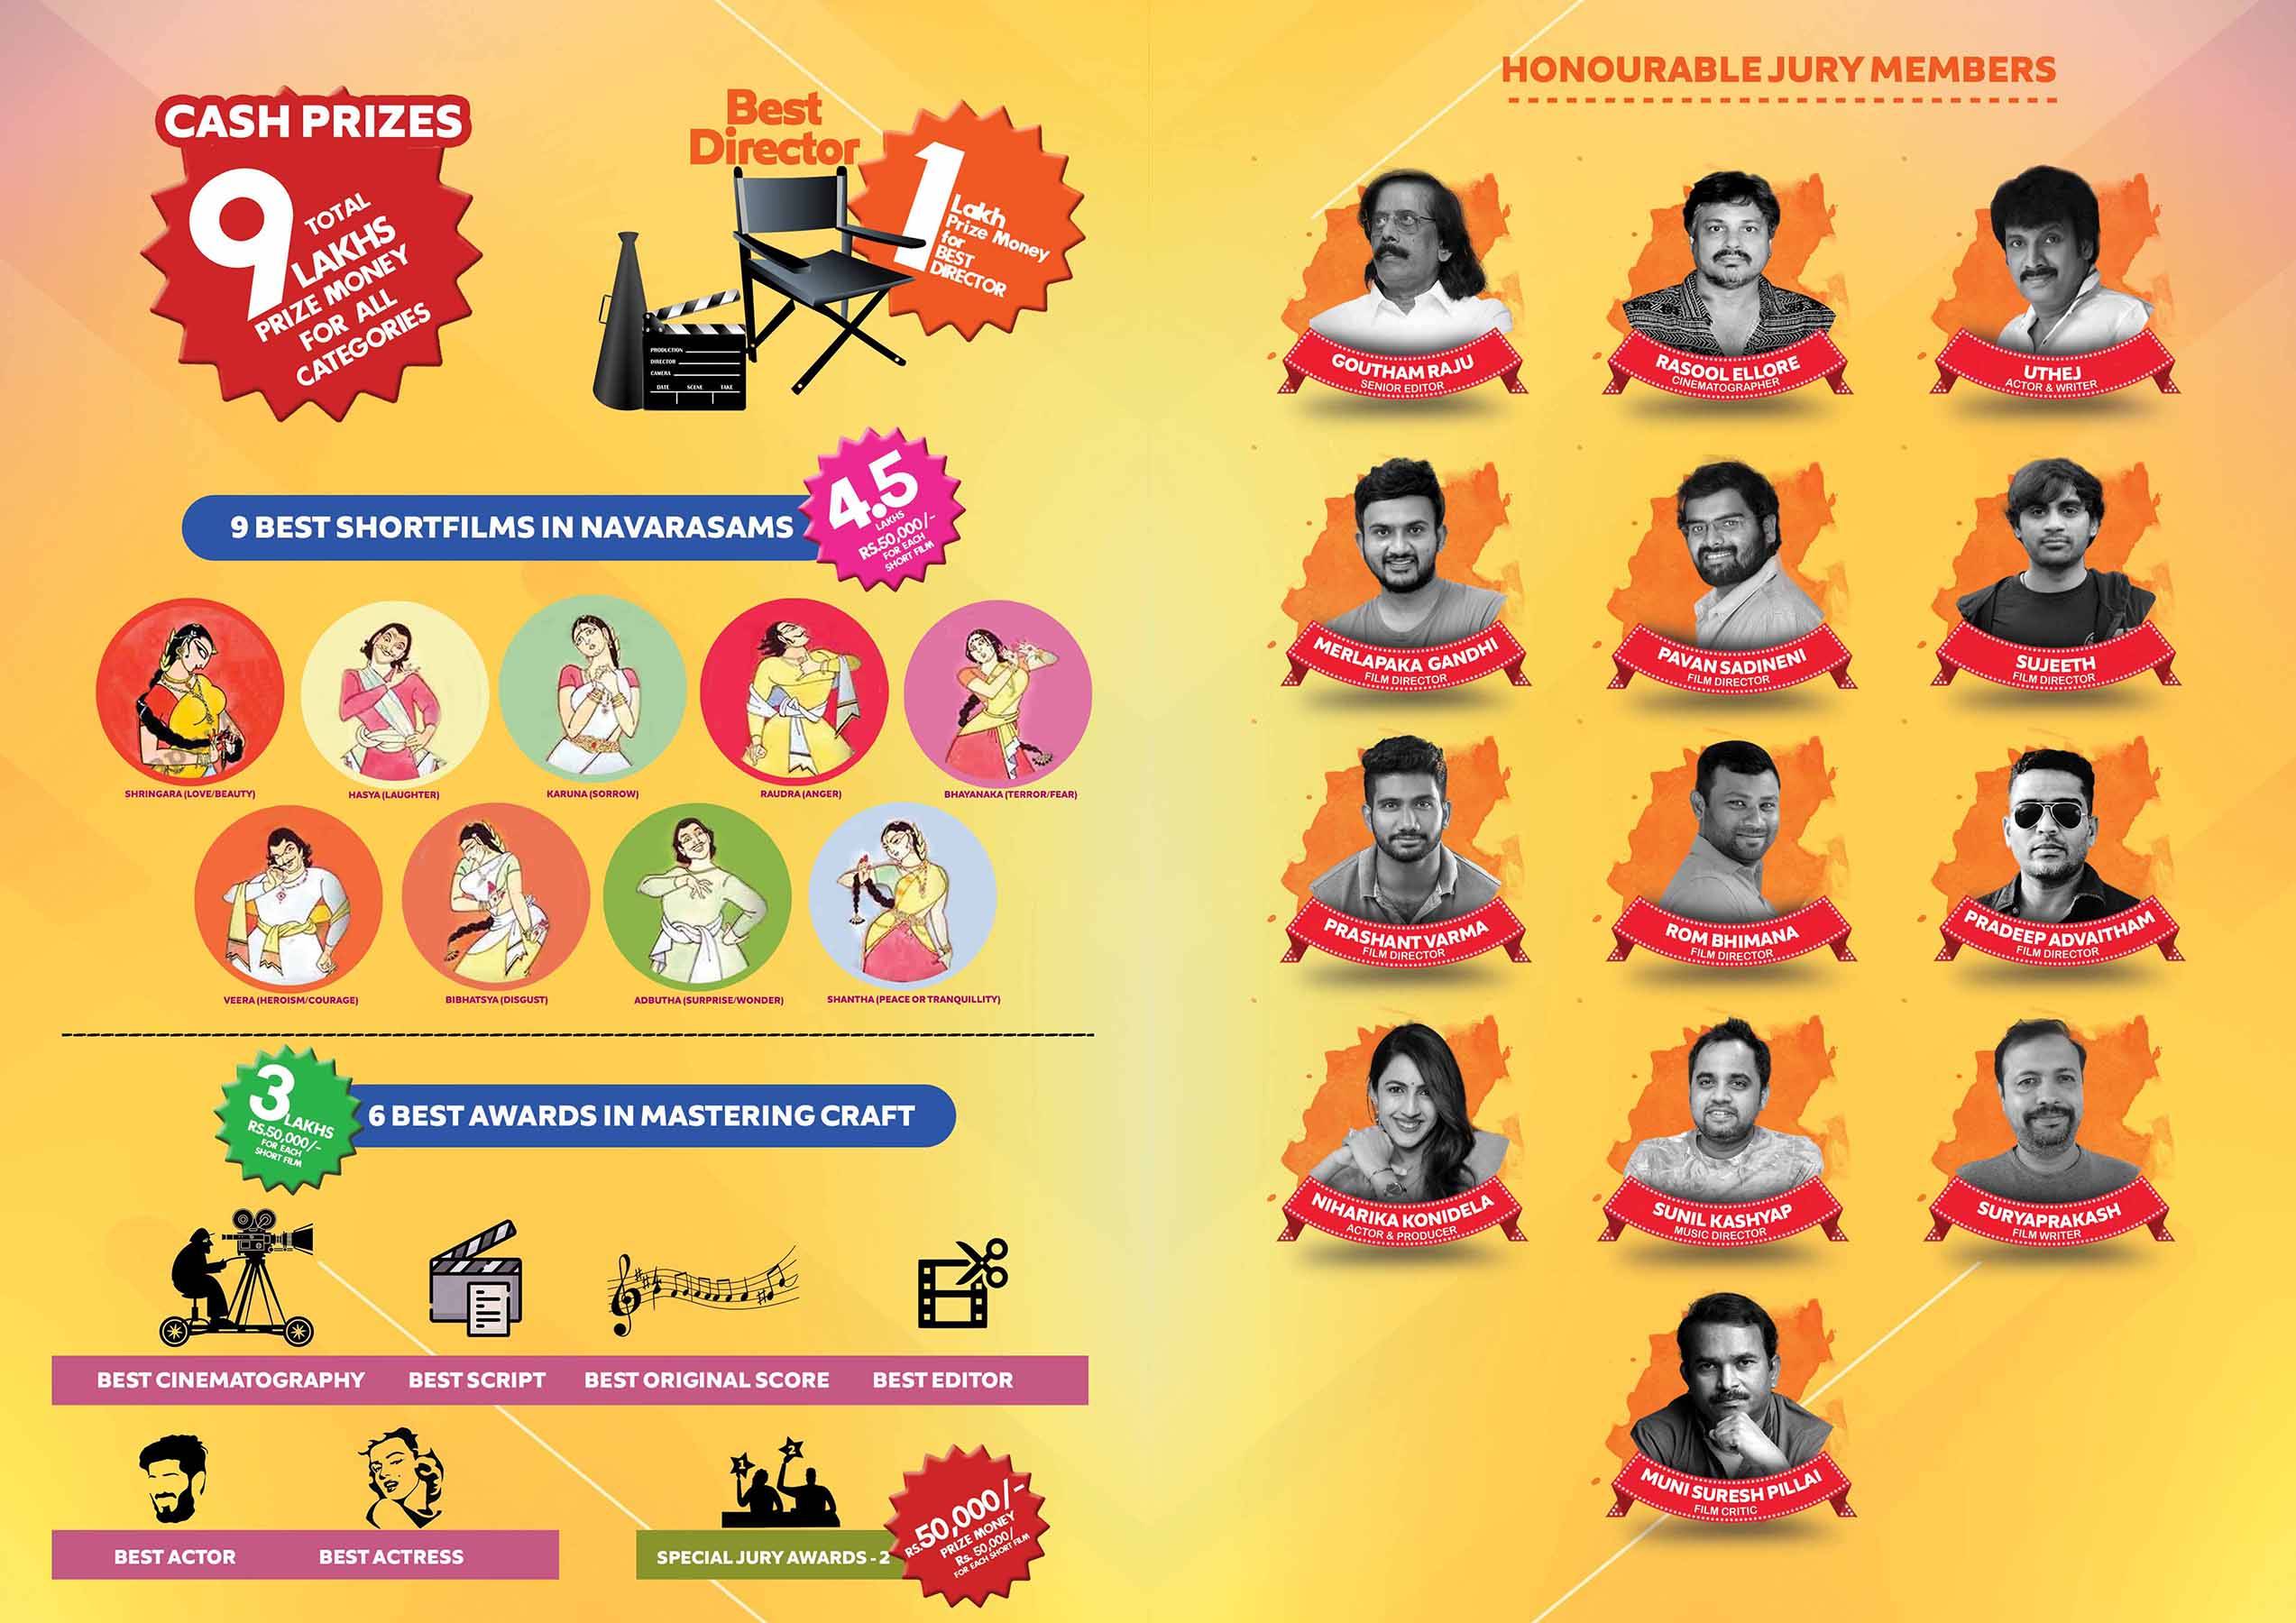 CASH PRIZES
9 TOTAL
LAKHS
PRIZE MONEY
FOR ALL
CATEGORIES
Best
Director
1 Lakh
Prize Money
for
BEST
DIRECTOR
PRODUCTION
DIRECTOR
CAMERA
DATE SCENE TAKE
9 BEST SHORTFILMS IN NAVARASAMS
4.5
LAKHS
RS.50,000/-
FOR EACH
SHORT FILM
SHRINGARA (LOVE/BEAUTY) HASYA (LAUGHTER) KARUNA (SORROW) RAUDRA (ANGER) BHAYANAKA (TERROR/FEAR)
VEERA (HEROISM/COURAGE) BIBHATSYA (DISGUST) ADBUTHA (SURPRISE/WONDER) SHANTHA (PEACE OR TRANQUILLITY)
3 LAKHS
RS.50,000/-
FOR EACH
SHORT FILM
6 BEST AWARDS IN MASTERING CRAFT
BEST CINEMATOGRAPHY BEST SCRIPT BEST ORIGINAL SCORE BEST EDITOR
1 2
BEST ACTOR BEST ACTRESS SPECIAL JURY AWARDS - 2
RS.50,000/-
PRIZE MONEY
Rs. 50,000/
FOR EACH SHORT FILM
HONOURABLE JURY MEMBERS
GOUTHAM RAJU
SENIOR EDITOR
RASOOL ELLORE
CINEMATOGRAPHER
UTHEJ
ACTOR & WRITER
MERLAPAKA GANDHI
FILM DIRECTOR
PAVAN SADINENI
FILM DIRECTOR
SUJEETH
FILM DIRECTOR
PRASHANT VARMA
FILM DIRECTOR
ROM BHIMANA
FILM DIRECTOR
PRADEEP ADVAITHAM
FILM DIRECTOR
NIHARIKA KONIDELA
ACTOR & PRODUCER
SUNIL KASHYAP
MUSIC DIRECTOR
SURYAPRAKASH
FILM WRITER
MUNI SURESH PILLAI
FILM CRITIC